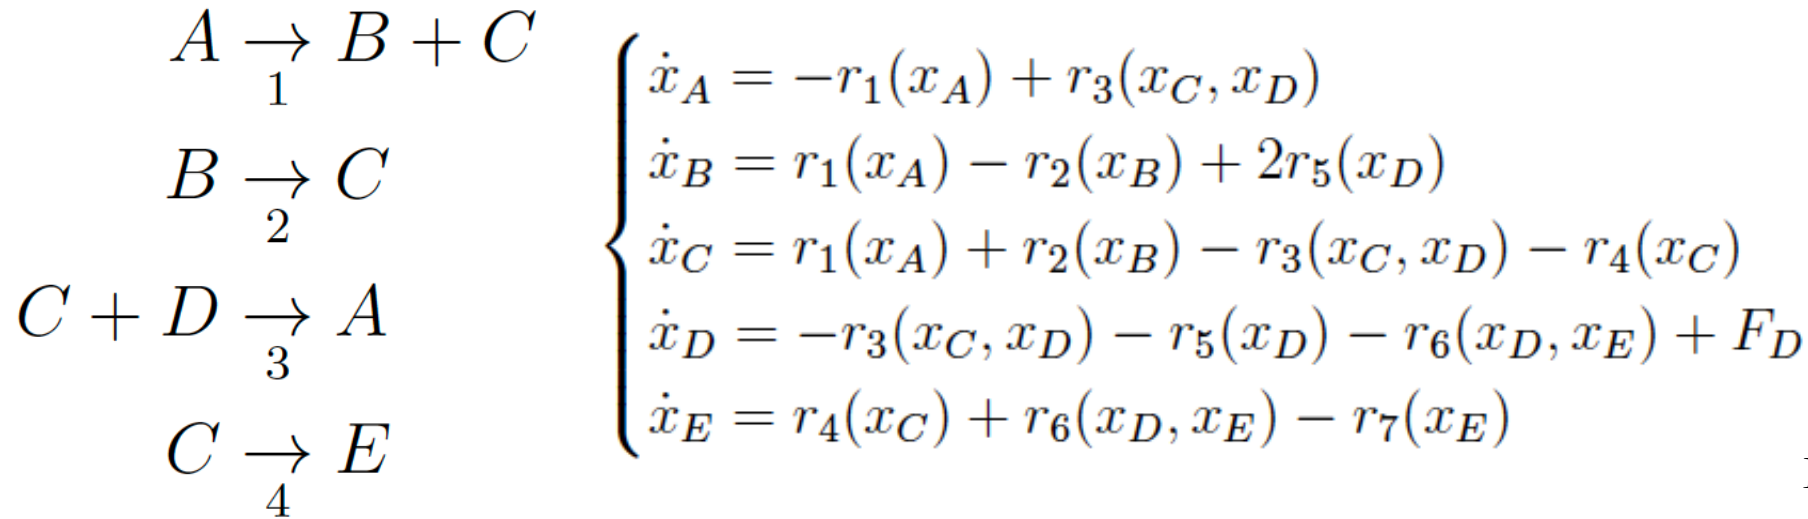 A →₁ B + C
B →₂ C
C + D →₃ A
C →₄ E
ẋ_A = −r₁(x_A) + r₃(x_C, x_D)
ẋ_B = r₁(x_A) − r₂(x_B) + 2r₅(x_D)
ẋ_C = r₁(x_A) + r₂(x_B) − r₃(x_C, x_D) − r₄(x_C)
ẋ_D = −r₃(x_C, x_D) − r₅(x_D) − r₆(x_D, x_E) + F_D
ẋ_E = r₄(x_C) + r₆(x_D, x_E) − r₇(x_E)